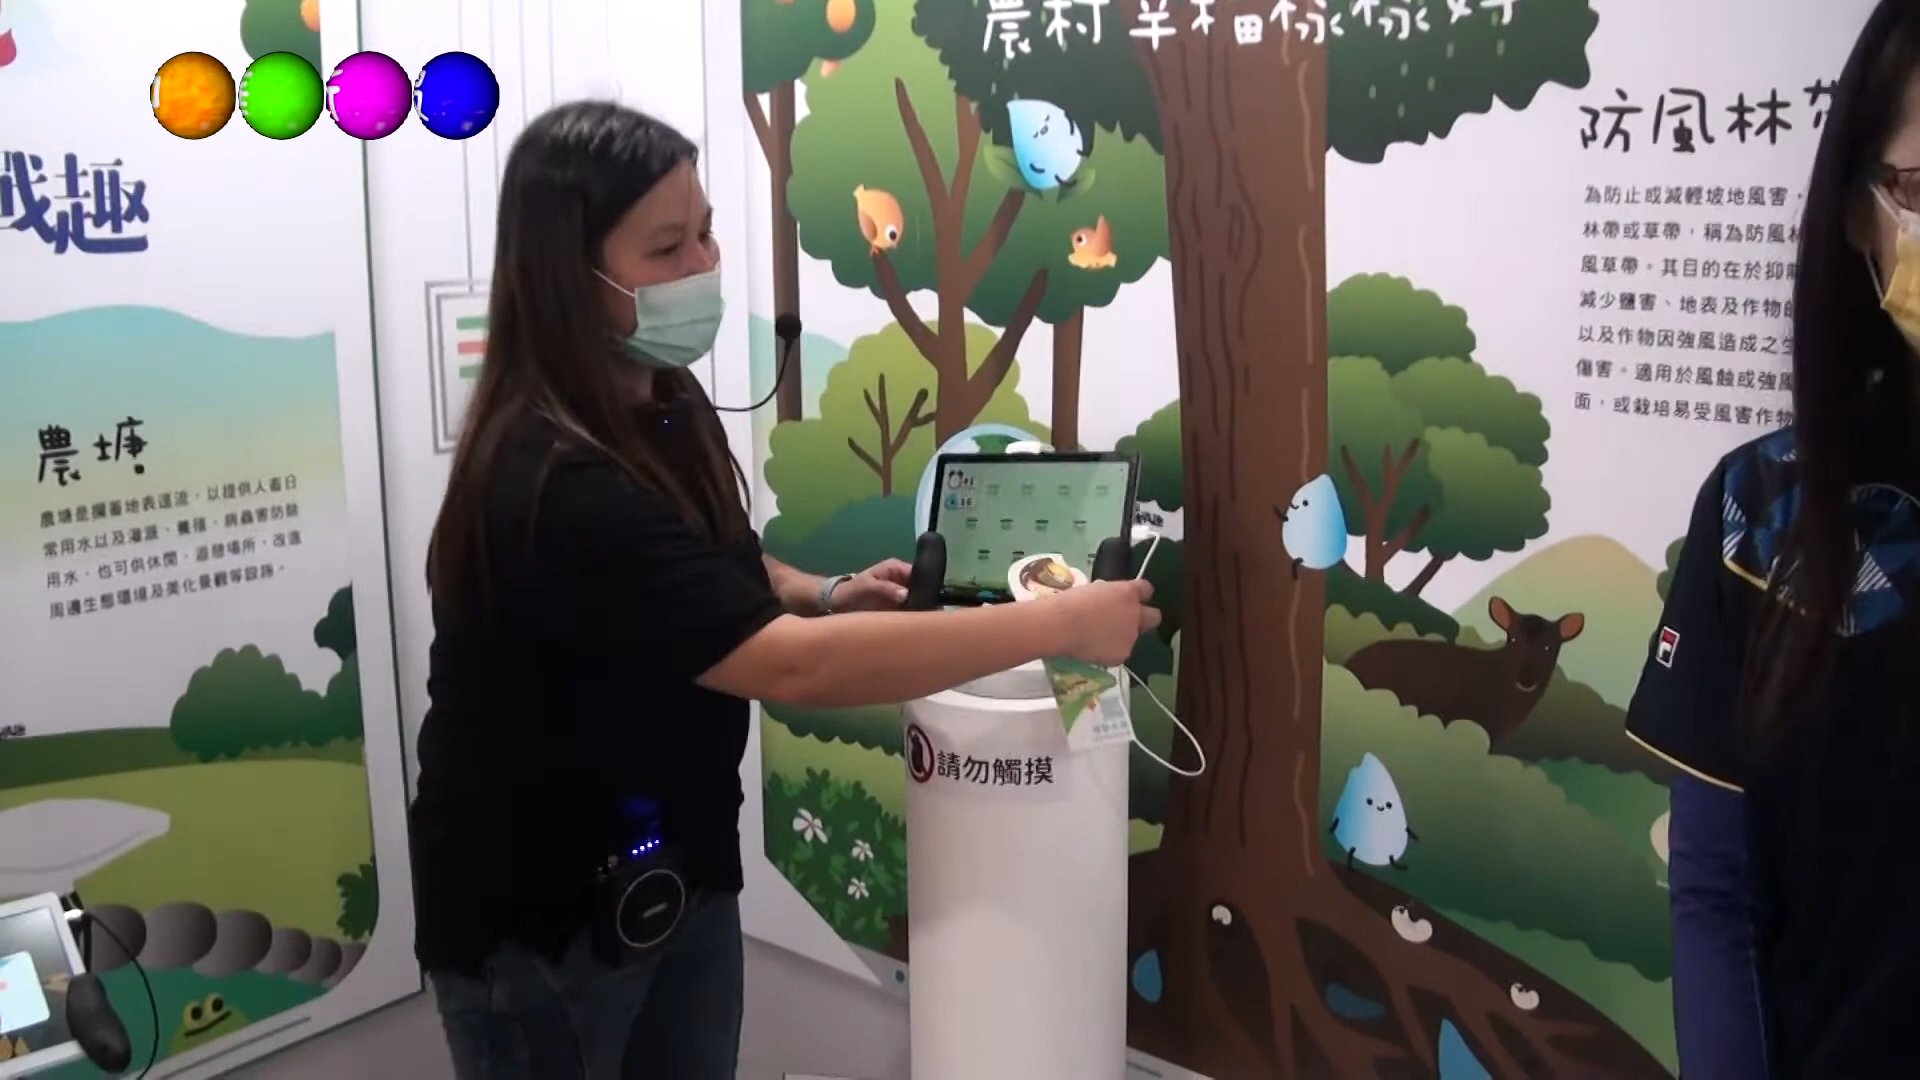 戲趣
農塘
農塘是攔蓄地表逕流，以提供人畜日
常用水以及灌溉、養殖、病蟲害防除
用水，也可供休閒、遊憩場所、改進
周邊生態環境及美化景觀等設施。
農村幸福樣樣好
防風林
為防止或減輕坡地風害，
林帶或草帶，稱為防風林
風草帶。其目的在於抑
減少鹽害、地表及作物
以及作物因強風造成之
傷害。適用於風蝕或強風
面，或栽培易受風害作物
請勿觸摸